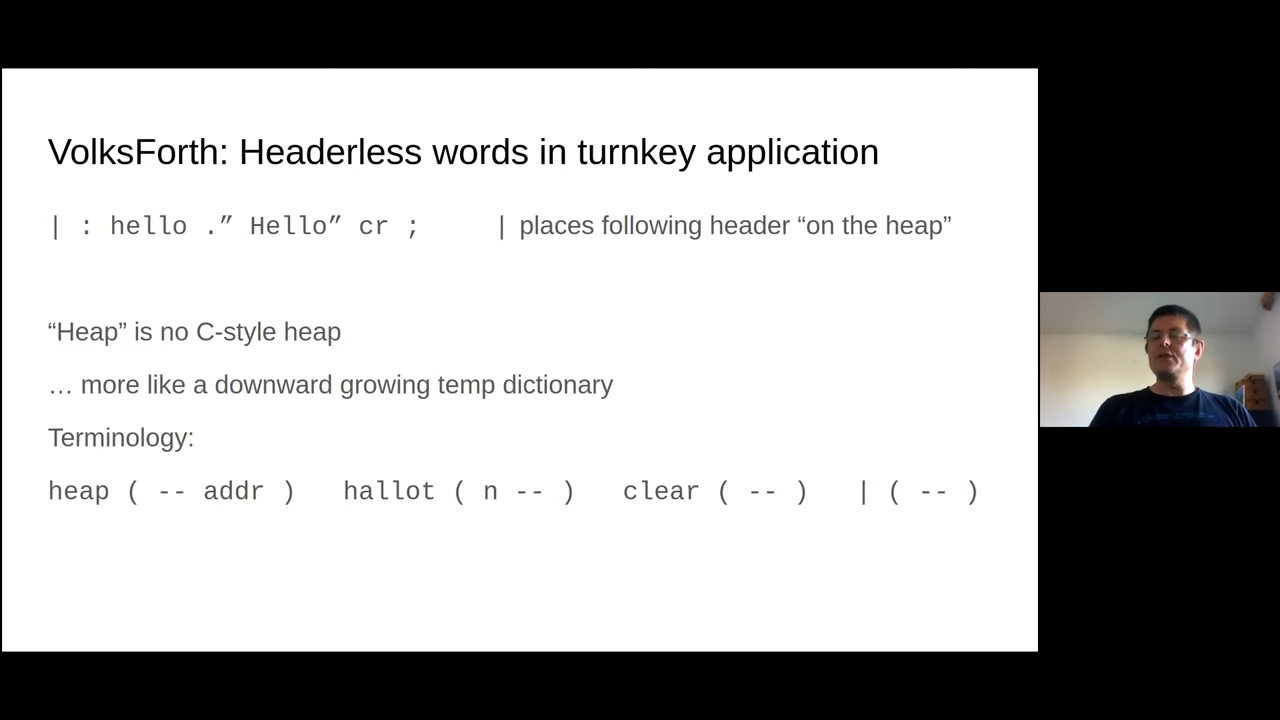 VolksForth: Headerless words in turnkey application
| : hello .” Hello” cr ; | places following header “on the heap”
“Heap” is no C-style heap
… more like a downward growing temp dictionary
Terminology:
heap ( -- addr ) hallot ( n -- ) clear ( -- ) | ( -- )